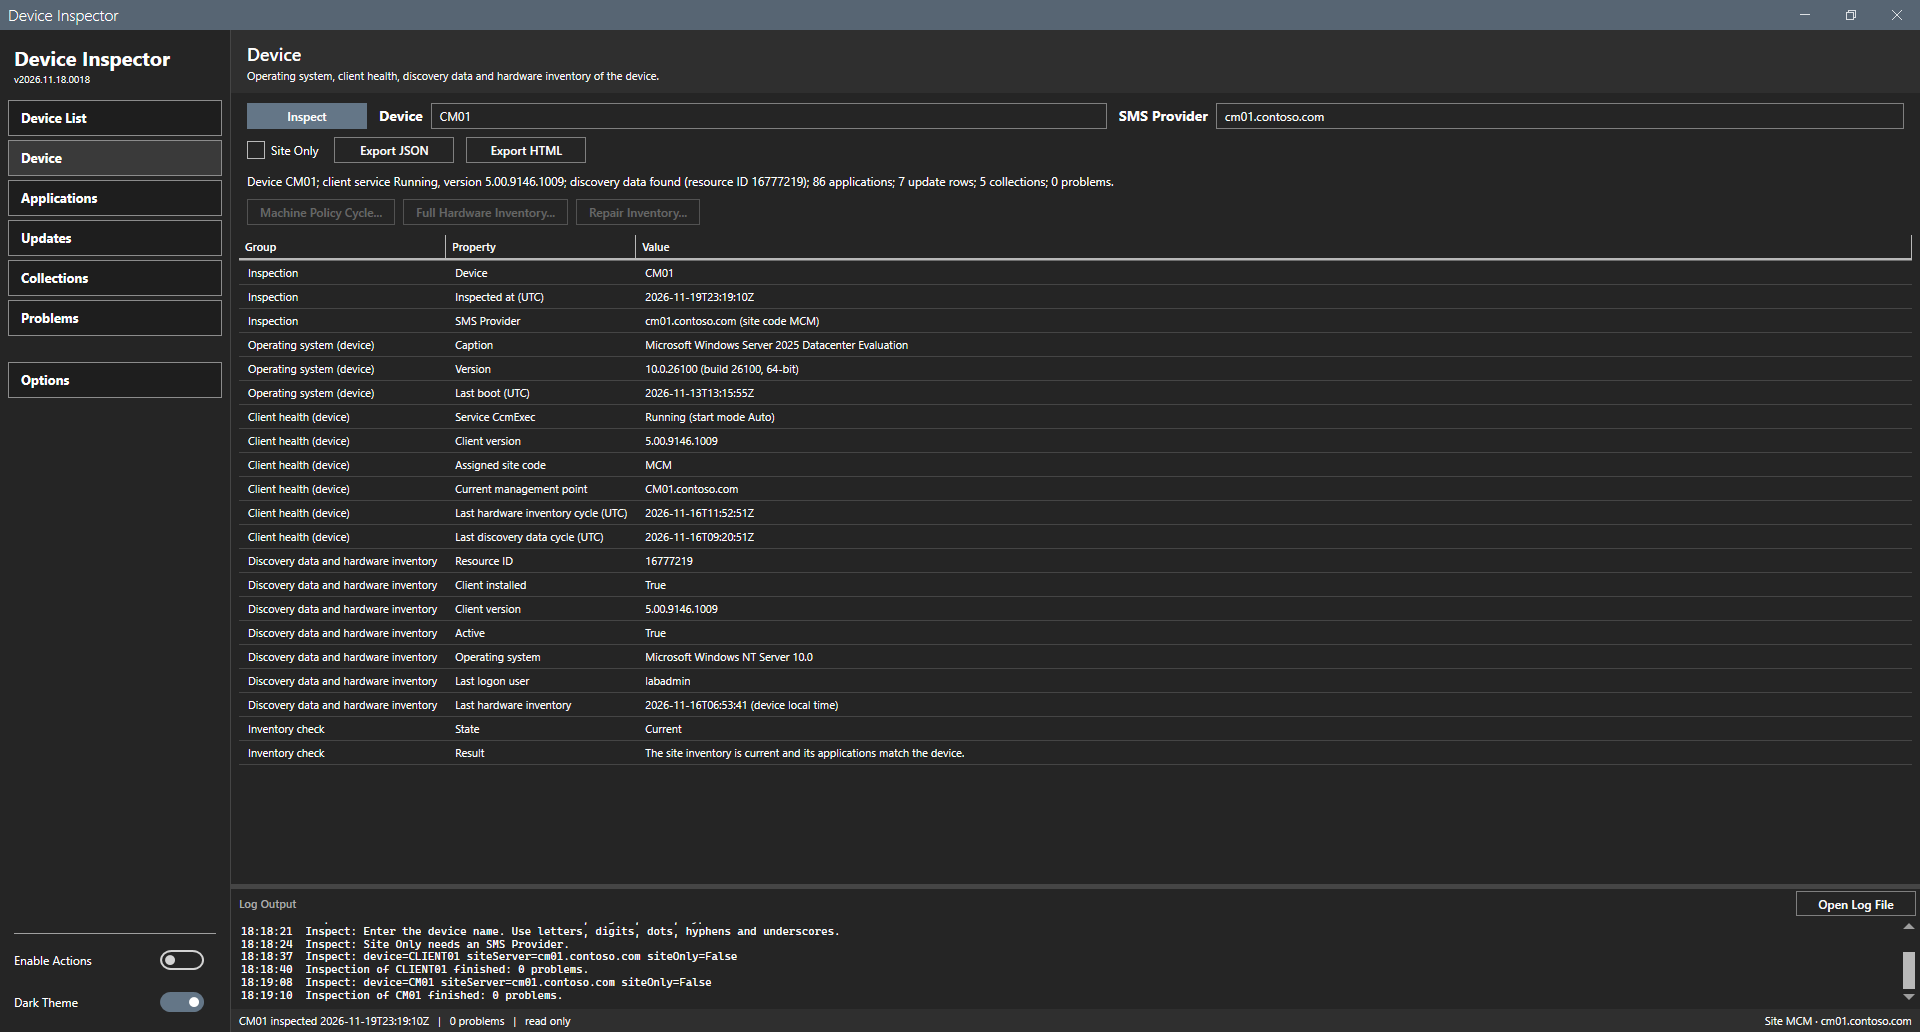 Device Inspector
Device Inspector
v2026.11.18.0018
Device List
Device
Applications
Updates
Collections
Problems
Options
Enable Actions
Dark Theme
Device
Operating system, client health, discovery data and hardware inventory of the device.
Inspect Device CM01 SMS Provider cm01.contoso.com
Site Only Export JSON Export HTML
Device CM01; client service Running, version 5.00.9146.1009; discovery data found (resource ID 16777219); 86 applications; 7 update rows; 5 collections; 0 problems.
Machine Policy Cycle... Full Hardware Inventory... Repair Inventory...
Group Property Value
Inspection Device CM01
Inspection Inspected at (UTC) 2026-11-19T23:19:10Z
Inspection SMS Provider cm01.contoso.com (site code MCM)
Operating system (device) Caption Microsoft Windows Server 2025 Datacenter Evaluation
Operating system (device) Version 10.0.26100 (build 26100, 64-bit)
Operating system (device) Last boot (UTC) 2026-11-13T13:15:55Z
Client health (device) Service CcmExec Running (start mode Auto)
Client health (device) Client version 5.00.9146.1009
Client health (device) Assigned site code MCM
Client health (device) Current management point CM01.contoso.com
Client health (device) Last hardware inventory cycle (UTC) 2026-11-16T11:52:51Z
Client health (device) Last discovery data cycle (UTC) 2026-11-16T09:20:51Z
Discovery data and hardware inventory Resource ID 16777219
Discovery data and hardware inventory Client installed True
Discovery data and hardware inventory Client version 5.00.9146.1009
Discovery data and hardware inventory Active True
Discovery data and hardware inventory Operating system Microsoft Windows NT Server 10.0
Discovery data and hardware inventory Last logon user labadmin
Discovery data and hardware inventory Last hardware inventory 2026-11-16T06:53:41 (device local time)
Inventory check State Current
Inventory check Result The site inventory is current and its applications match the device.
Log Output Open Log File
18:18:21 Inspect: Enter the device name. Use letters, digits, dots, hyphens and underscores.
18:18:24 Inspect: Site Only needs an SMS Provider.
18:18:37 Inspect: device=CLIENT01 siteServer=cm01.contoso.com siteOnly=False
18:18:40 Inspection of CLIENT01 finished: 0 problems.
18:19:08 Inspect: device=CM01 siteServer=cm01.contoso.com siteOnly=False
18:19:10 Inspection of CM01 finished: 0 problems.
CM01 inspected 2026-11-19T23:19:10Z | 0 problems | read only Site MCM · cm01.contoso.com